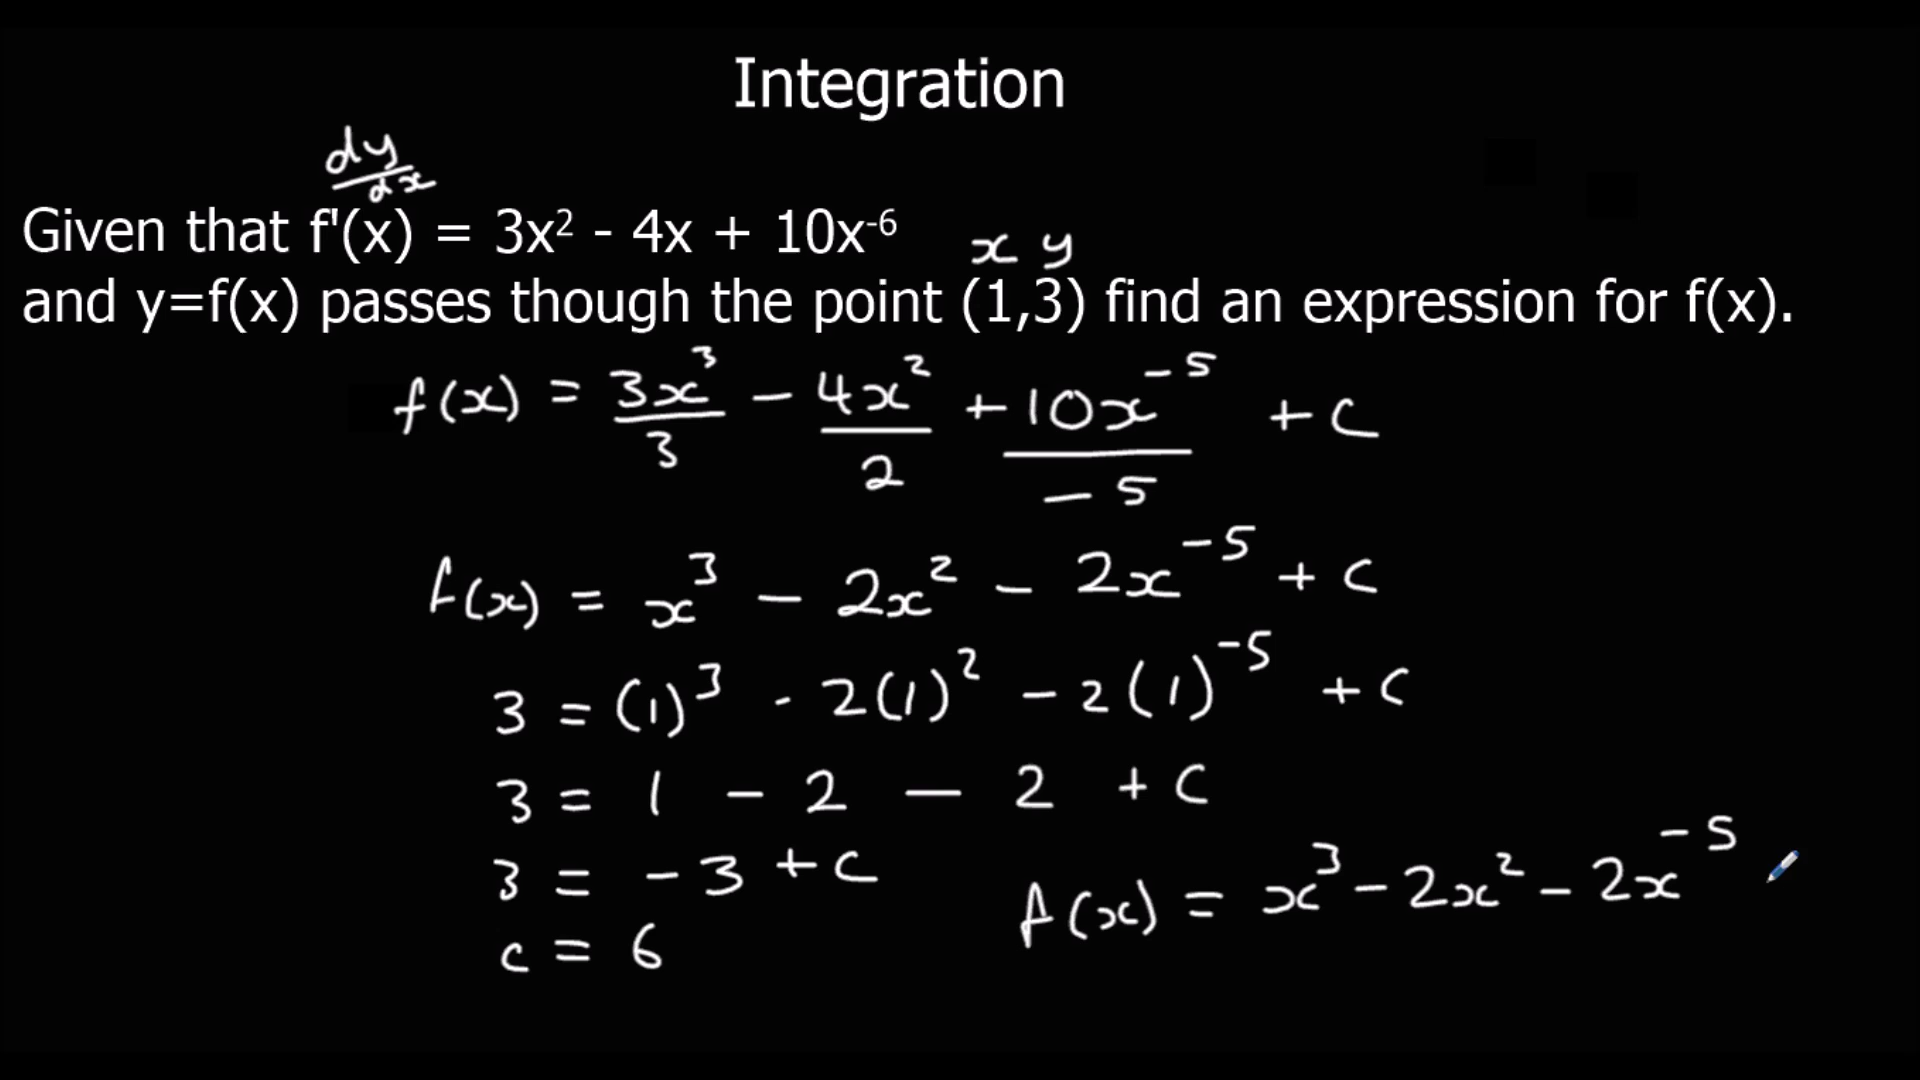 Integration
dy/dx
Given that f'(x) = 3x² - 4x + 10x⁻⁶
x y
and y=f(x) passes though the point (1,3) find an expression for f(x).
f(x) = 3x³/3 - 4x²/2 + 10x⁻⁵/-5 + c
f(x) = x³ - 2x² - 2x⁻⁵ + c
3 = (1)³ - 2(1)² - 2(1)⁻⁵ + c
3 = 1 - 2 - 2 + c
3 = -3 + c
c = 6
f(x) = x³ - 2x² - 2x⁻⁵